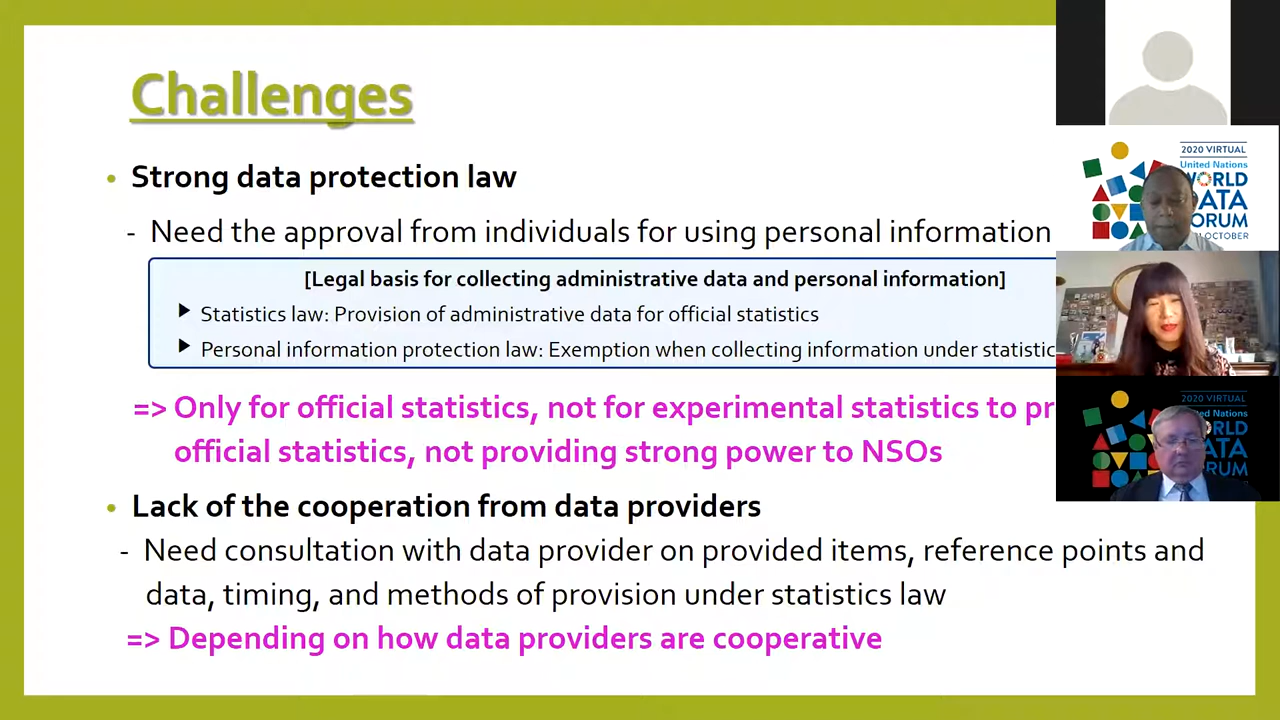 Challenges
• Strong data protection law
- Need the approval from individuals for using personal information
[Legal basis for collecting administrative data and personal information]
▶ Statistics law: Provision of administrative data for official statistics
▶ Personal information protection law: Exemption when collecting information under statistic
=> Only for official statistics, not for experimental statistics to pr
official statistics, not providing strong power to NSOs
• Lack of the cooperation from data providers
- Need consultation with data provider on provided items, reference points and
data, timing, and methods of provision under statistics law
=> Depending on how data providers are cooperative
2020 VIRTUAL
United Nations
WORLD
DATA
FORUM
OCTOBER
2020 VIRTUAL
United Nations